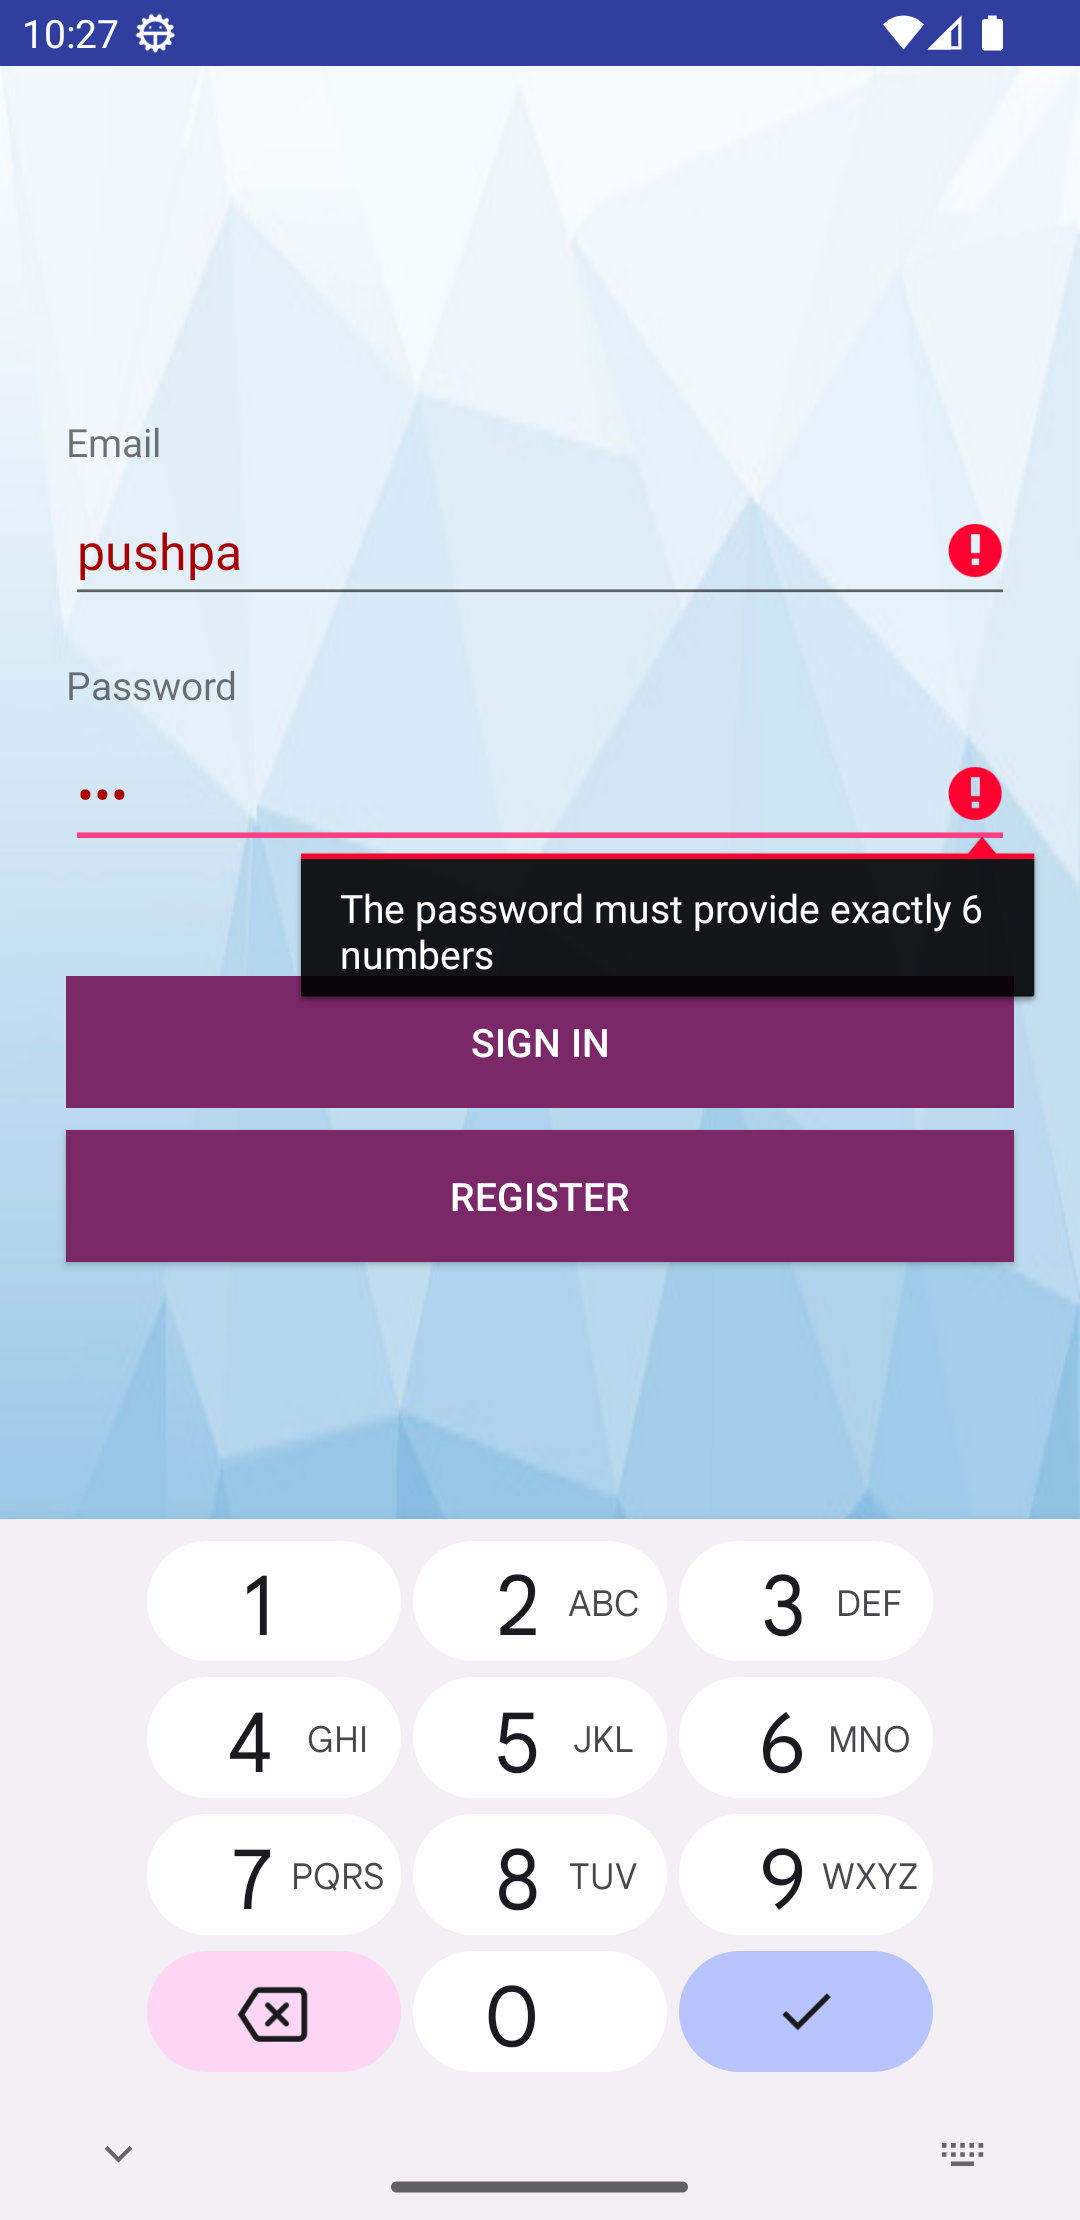 10:27
Email
pushpa
Password
•••
The password must provide exactly 6
numbers
SIGN IN
REGISTER
1
2 ABC
3 DEF
4 GHI
5 JKL
6 MNO
7 PQRS
8 TUV
9 WXYZ
0